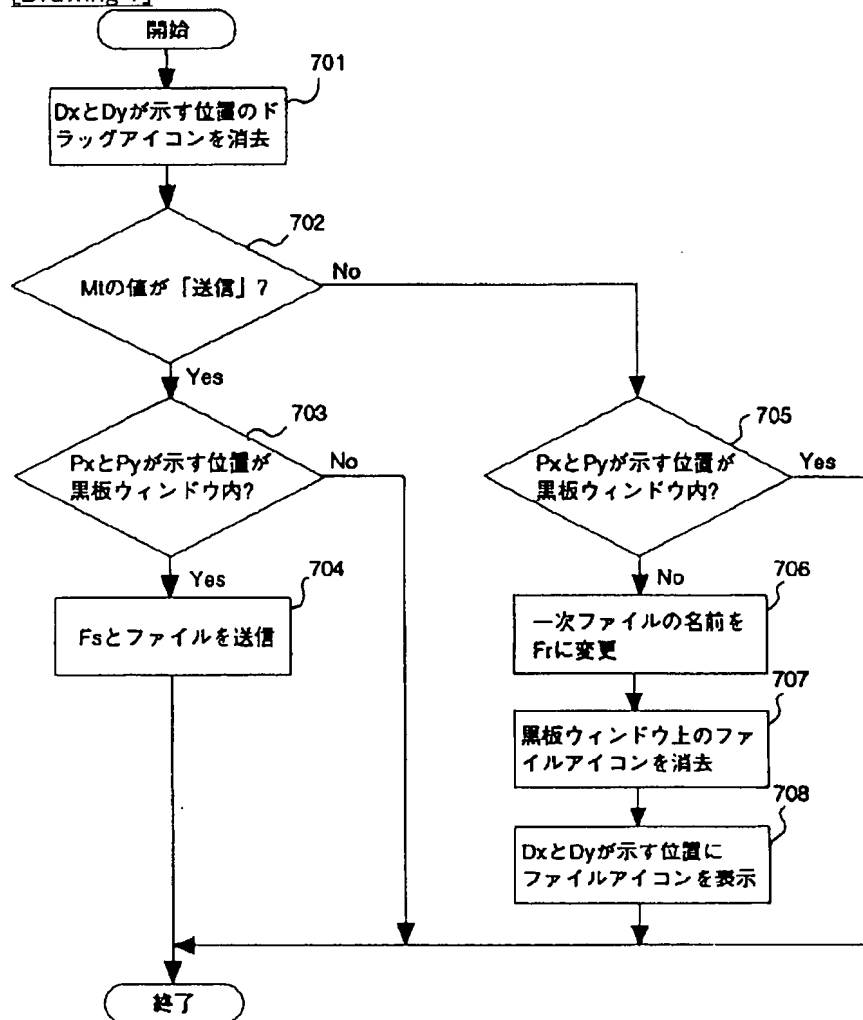 開始
701
DxとDyが示す位置のド
ラッグアイコンを消去
702
Mtの値が「送信」?
No
Yes
703
PxとPyが示す位置が
黒板ウィンドウ内?
No
Yes
704
Fsとファイルを送信
705
PxとPyが示す位置が
黒板ウィンドウ内?
Yes
No
706
一次ファイルの名前を
Frに変更
707
黒板ウィンドウ上のファ
イルアイコンを消去
708
DxとDyが示す位置に
ファイルアイコンを表示
終了